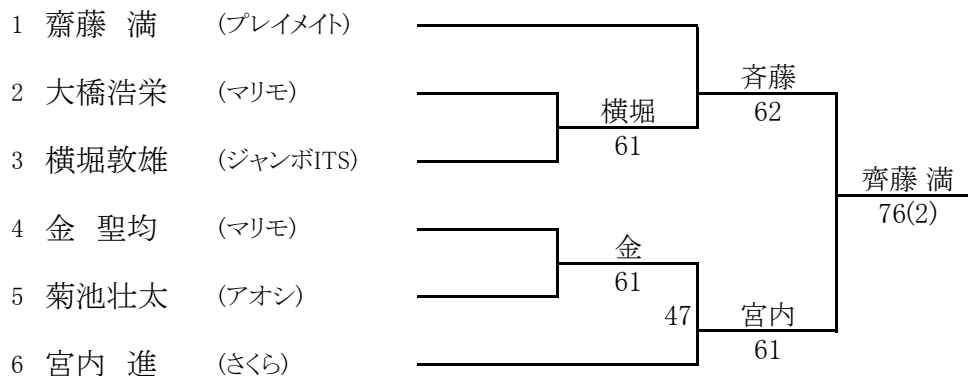 1 齋藤 満 (プレイメイト)
斉藤
2 大橋浩栄 (マリモ)
横堀
62
61
3 横堀敦雄 (ジャンボITS)
齊藤 満
76(2)
4 金 聖均 (マリモ)
金
61
5 菊池壮太 (アオシ)
47
宮内
61
6 宮内 進 (さくら)